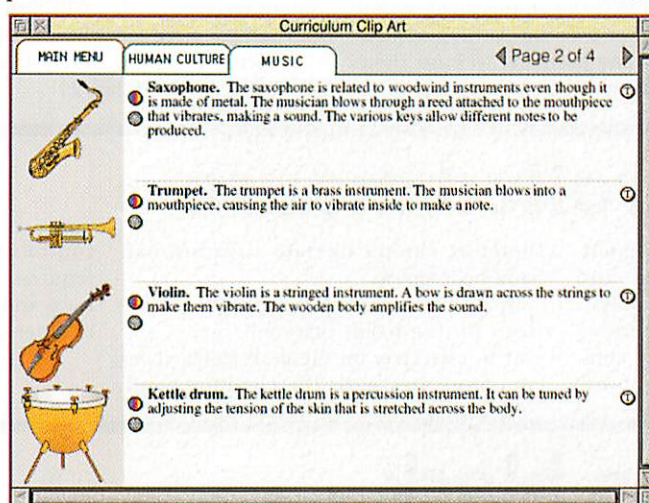 Curriculum Clip Art
MAIN MENU
HUMAN CULTURE
MUSIC
Page 2 of 4
Saxophone. The saxophone is related to woodwind instruments even though it
is made of metal. The musician blows through a reed attached to the mouthpiece
that vibrates, making a sound. The various keys allow different notes to be
produced.
Trumpet. The trumpet is a brass instrument. The musician blows into a
mouthpiece, causing the air to vibrate inside to make a note.
Violin. The violin is a stringed instrument. A bow is drawn across the strings to
make them vibrate. The wooden body amplifies the sound.
Kettle drum. The kettle drum is a percussion instrument. It can be tuned by
adjusting the tension of the skin that is stretched across the body.